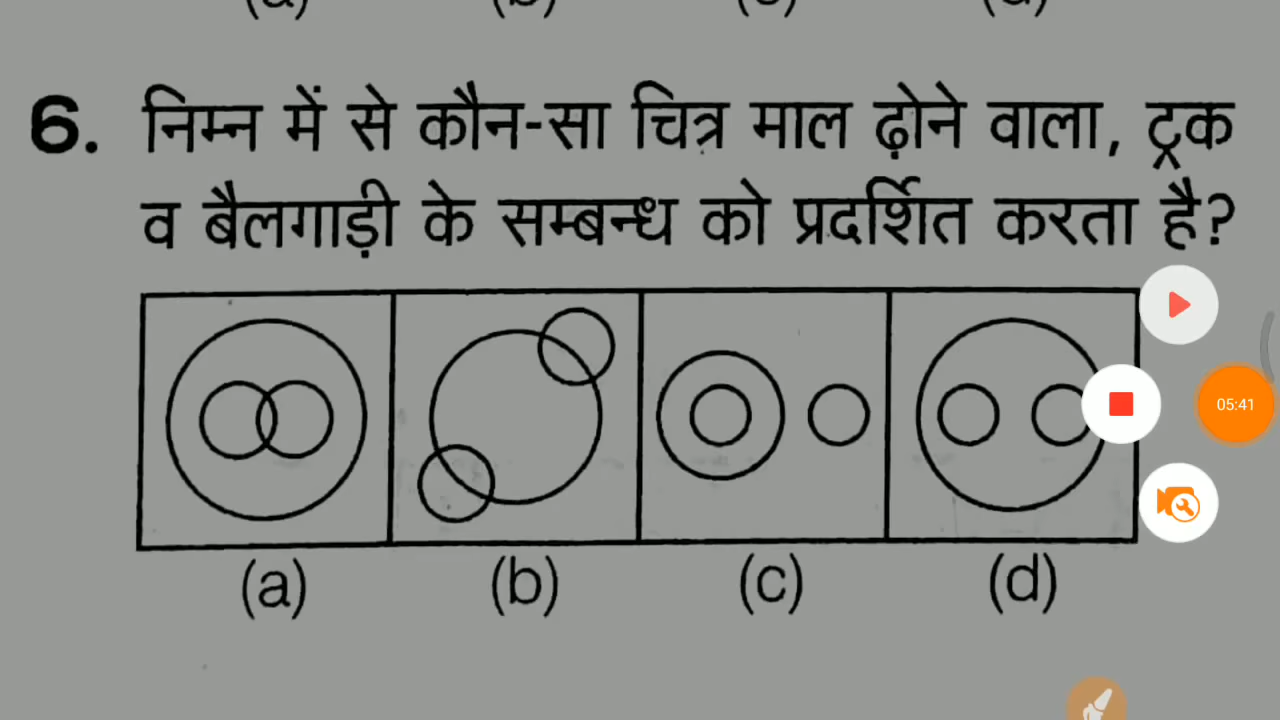 (a) (b) (c) (d)
6. निम्न में से कौन-सा चित्र माल ढ़ोने वाला, ट्रक
व बैलगाड़ी के सम्बन्ध को प्रदर्शित करता है?
05:41
(a) (b) (c) (d)